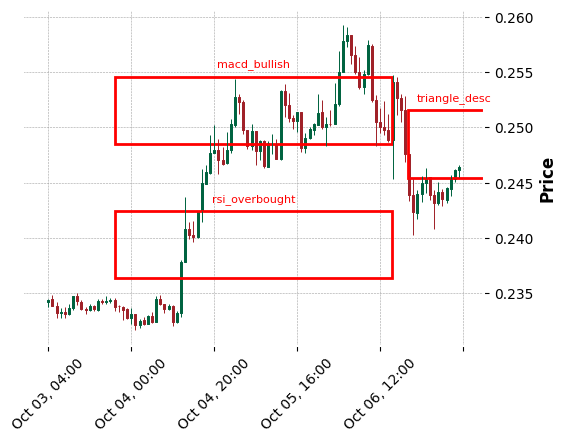 0.260
macd_bullish
0.255
triangle_desc
0.250
0.245
rsi_overbought
0.240
0.235
Price
Oct 03, 04:00
Oct 04, 00:00
Oct 04, 20:00
Oct 05, 16:00
Oct 06, 12:00